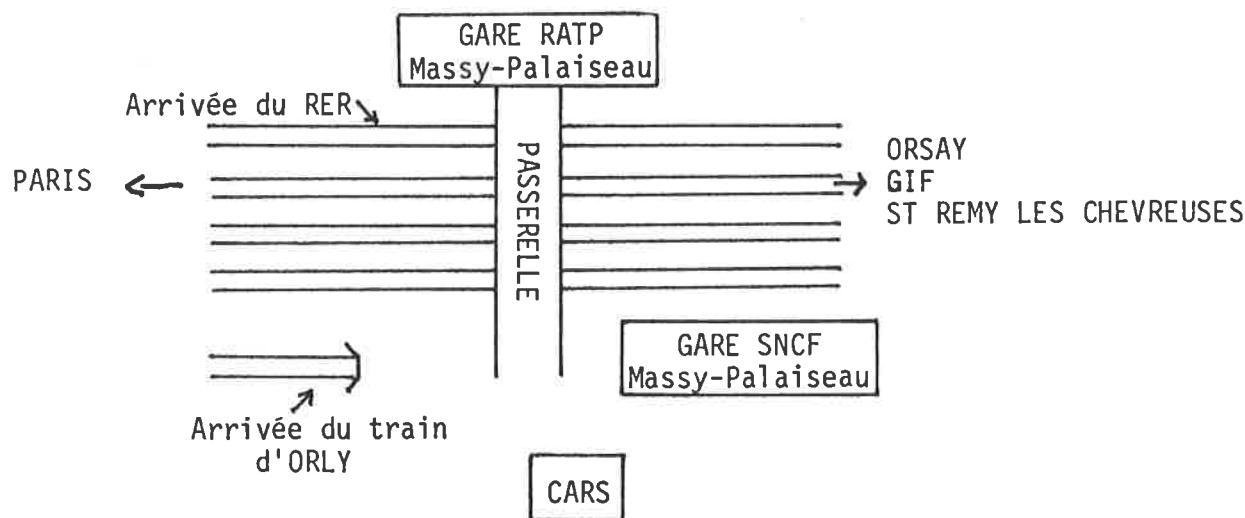 GARE RATP
Massy-Palaiseau
Arrivée du RER
PASSERELLE
PARIS
ORSAY
GIF
ST REMY LES CHEVREUSES
GARE SNCF
Massy-Palaiseau
Arrivée du train
d'ORLY
CARS